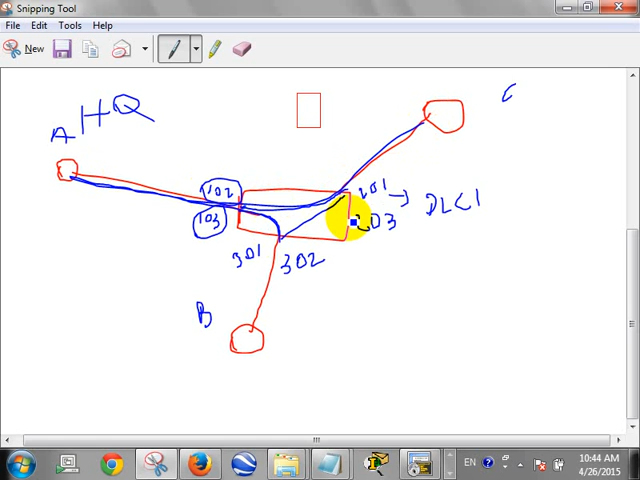 Snipping Tool
File Edit Tools Help
New
HQ
A
C
102
103
201
DLCI
203
301
302
B
EN
10:44 AM
4/26/2015